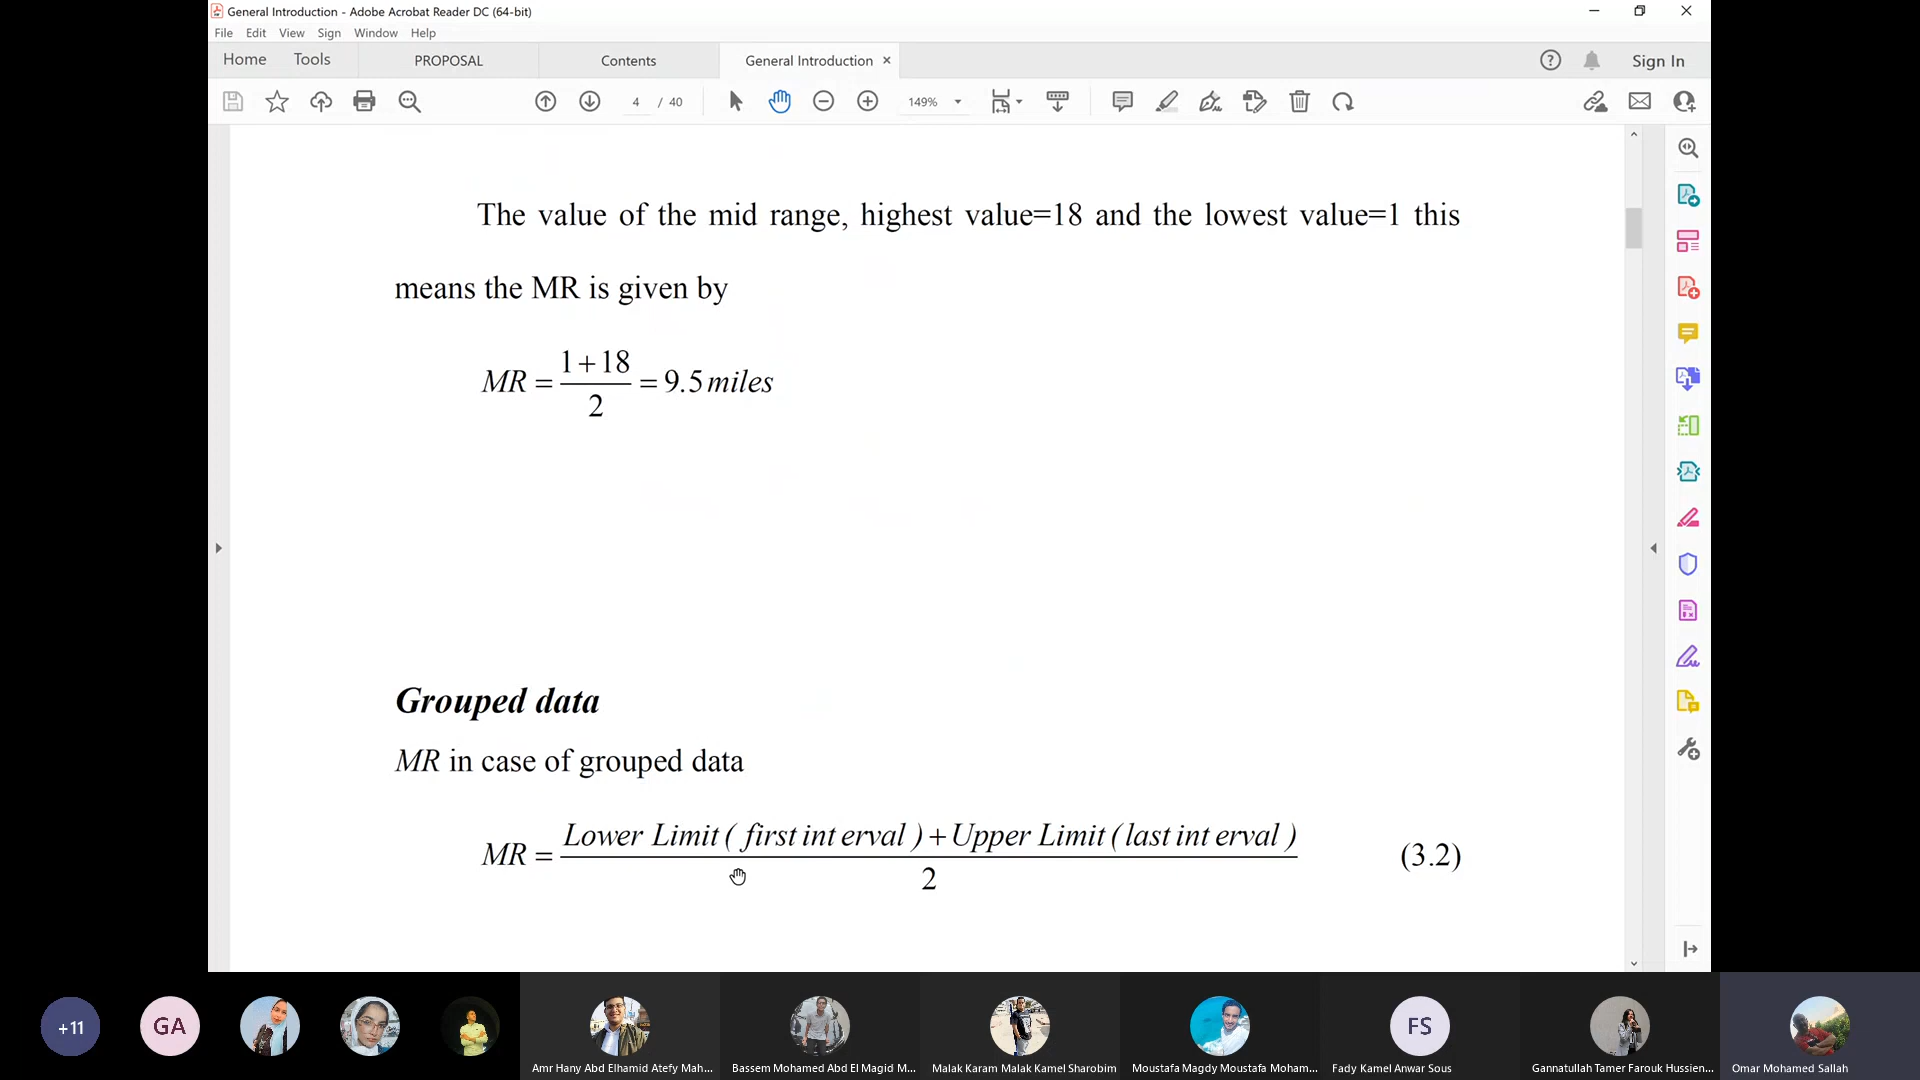 General Introduction - Adobe Acrobat Reader DC (64-bit)
File Edit View Sign Window Help
Home Tools PROPOSAL Contents General Introduction × Sign In
4 / 40 149%
The value of the mid range, highest value=18 and the lowest value=1 this
means the MR is given by
MR = (1+18)/2 = 9.5 miles
Grouped data
MR in case of grouped data
MR = (Lower Limit ( first int erval ) + Upper Limit (last int erval ))/2 (3.2)
+11 GA FS
Amr Hany Abd Elhamid Atefy Mah... Bassem Mohamed Abd El Magid M... Malak Karam Malak Kamel Sharobim Moustafa Magdy Moustafa Moham... Fady Kamel Anwar Sous Gannatullah Tamer Farouk Hussien... Omar Mohamed Sallah